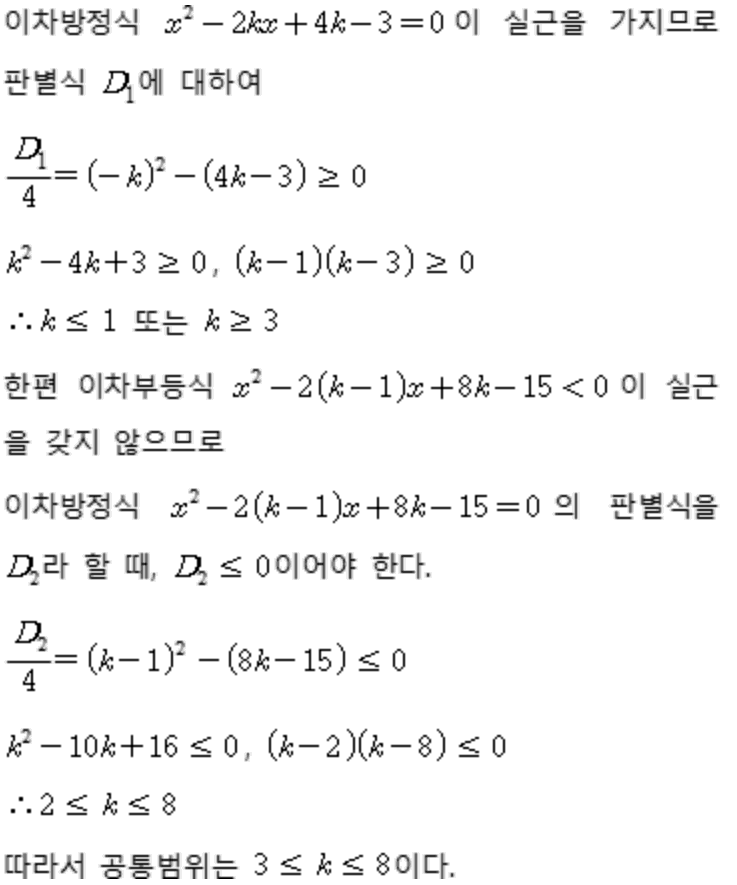 이차방정식 x² − 2kx + 4k − 3 = 0 이 실근을 가지므로
판별식 D₁에 대하여
D₁/4 = (− k)² − (4k − 3) ≥ 0
k² − 4k + 3 ≥ 0, (k − 1)(k − 3) ≥ 0
∴ k ≤ 1 또는 k ≥ 3
한편 이차부등식 x² − 2(k − 1)x + 8k − 15 < 0 이 실근
을 갖지 않으므로
이차방정식 x² − 2(k − 1)x + 8k − 15 = 0 의 판별식을
D₂라 할 때, D₂ ≤ 0이어야 한다.
D₂/4 = (k − 1)² − (8k − 15) ≤ 0
k² − 10k + 16 ≤ 0, (k − 2)(k − 8) ≤ 0
∴ 2 ≤ k ≤ 8
따라서 공통범위는 3 ≤ k ≤ 8이다.